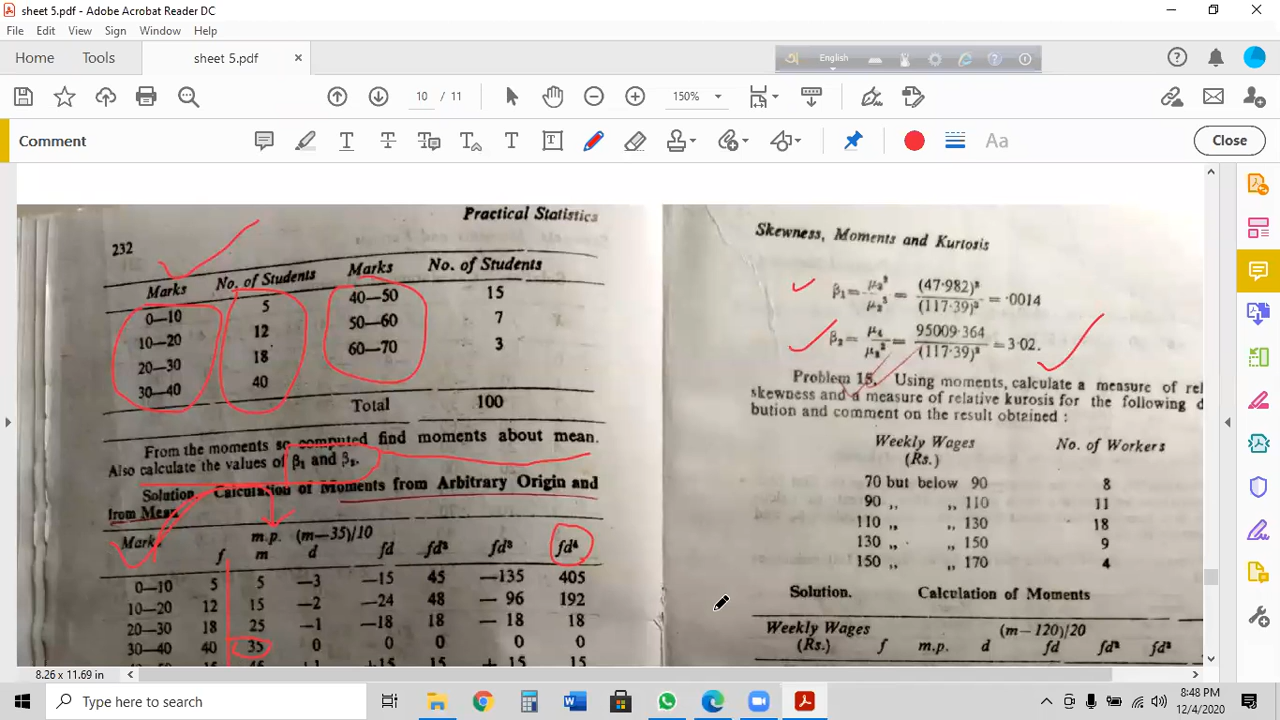 sheet 5.pdf - Adobe Acrobat Reader DC
File Edit View Sign Window Help
Home Tools sheet 5.pdf ×
English
10 / 11 150%
Comment
Aa
Close
Practical Statistics
232
Marks No. of Students Marks No. of Students
0—10 5 40—50 15
10—20 12 50—60 7
20—30 18 60—70 3
30—40 40
Total 100
From the moments so computed find moments about mean.
Also calculate the values of β₁ and β₂.
Solution. Calculation of Moments from Arbitrary Origin and
from Mean
Mark m.p. (m—35)/10
f m d fd fd² fd³ fd⁴
0—10 5 5 —3 —15 45 —135 405
10—20 12 15 —2 —24 48 — 96 192
20—30 18 25 —1 —18 18 — 18 18
30—40 40 35 0 0 0 0 0
+1 +15 15 + 15 15
Skewness, Moments and Kurtosis
β₁= μ₃² / μ₂³ = (47·982)² / (117·39)³ = ·0014
β₂= μ₄ / μ₂² = 95009·364 / (117·39)² = 3·02.
Problem 15. Using moments, calculate a measure of rel
skewness and a measure of relative kurosis for the following d
bution and comment on the result obtained :
Weekly Wages No. of Workers
(Rs.)
70 but below 90 8
90 ,, ,, 110 11
110 ,, ,, 130 18
130 ,, ,, 150 9
150 ,, ,, 170 4
Solution. Calculation of Moments
Weekly Wages (m—120)/20
(Rs.) f m.p. d fd fd² fd³
8.26 x 11.69 in
Type here to search
8:48 PM
12/4/2020